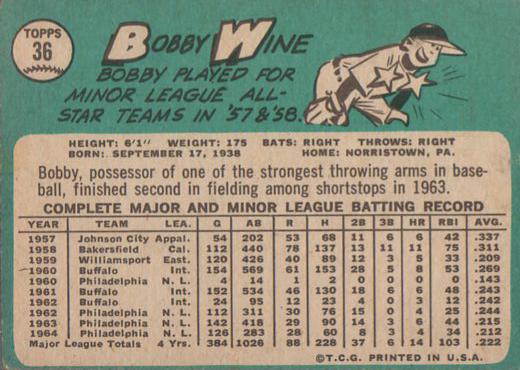 TOPPS
36
BOBBY WINE
BOBBY PLAYED FOR
MINOR LEAGUE ALL-
STAR TEAMS IN '57 & '58.
HEIGHT: 6'1" WEIGHT: 175 BATS: RIGHT THROWS: RIGHT
BORN: SEPTEMBER 17, 1938 HOME: NORRISTOWN, PA.
Bobby, possessor of one of the strongest throwing arms in base-
ball, finished second in fielding among shortstops in 1963.
COMPLETE MAJOR AND MINOR LEAGUE BATTING RECORD
YEAR TEAM LEA. G AB R H 2B 3B HR RBI AVG.
1957 Johnson City Appal. 54 202 53 68 11 6 6 42 .337
1958 Bakersfield Cal. 112 440 78 137 13 11 11 75 .311
1959 Williamsport East. 120 426 40 89 12 3 5 33 .209
1960 Buffalo Int. 154 569 61 153 28 5 8 53 .269
1960 Philadelphia N. L. 4 14 1 2 0 0 0 0 .143
1961 Buffalo Int. 152 534 46 130 18 6 6 48 .243
1962 Buffalo Int. 24 95 12 23 4 0 3 12 .242
1962 Philadelphia N. L. 112 311 30 76 15 0 4 25 .244
1963 Philadelphia N. L. 142 418 29 90 14 3 6 44 .215
1964 Philadelphia N. L. 126 283 28 60 8 3 4 34 .212
Major League Totals 4 Yrs. 384 1026 88 228 37 6 14 103 .222
©T.C.G. PRINTED IN U.S.A.